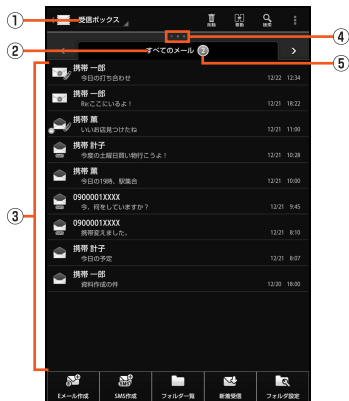 ① 受信ボックス 削除 移動 検索
④
② すべてのメール 2 ⑤
③
携帯 一郎
今日の打ち合わせ 12/22 12:34
携帯 一郎
Re:ここにいるよ！ 12/21 18:22
携帯 薫
いいお店見つけたね 12/21 11:00
携帯 計子
今度の土曜日買い物行こうよ！ 12/21 10:28
携帯 薫
今日の19時、駅集合 12/21 10:00
0900001XXXX
今、何をしていますか？ 12/21 9:45
0900001XXXX
携帯変えました。 12/21 8:10
携帯 計子
今日の予定 12/21 8:07
携帯 一郎
資料作成の件 12/20 18:00
Eメール作成 SMS作成 フォルダ一覧 新着受信 フォルダ設定